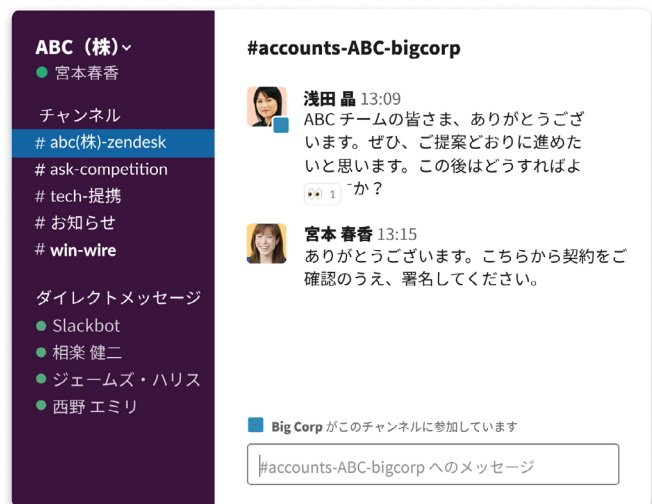 ABC（株）
宮本春香
チャンネル
# abc(株)-zendesk
# ask-competition
# tech-提携
# お知らせ
# win-wire
ダイレクトメッセージ
Slackbot
相楽 健二
ジェームズ・ハリス
西野 エミリ
#accounts-ABC-bigcorp
浅田 晶 13:09
ABC チームの皆さま、ありがとうござ
います。ぜひ、ご提案どおりに進めた
いと思います。この後はどうすればよ
か？
👀 1
宮本 春香 13:15
ありがとうございます。こちらから契約をご
確認のうえ、署名してください。
Big Corp がこのチャンネルに参加しています
#accounts-ABC-bigcorp へのメッセージ